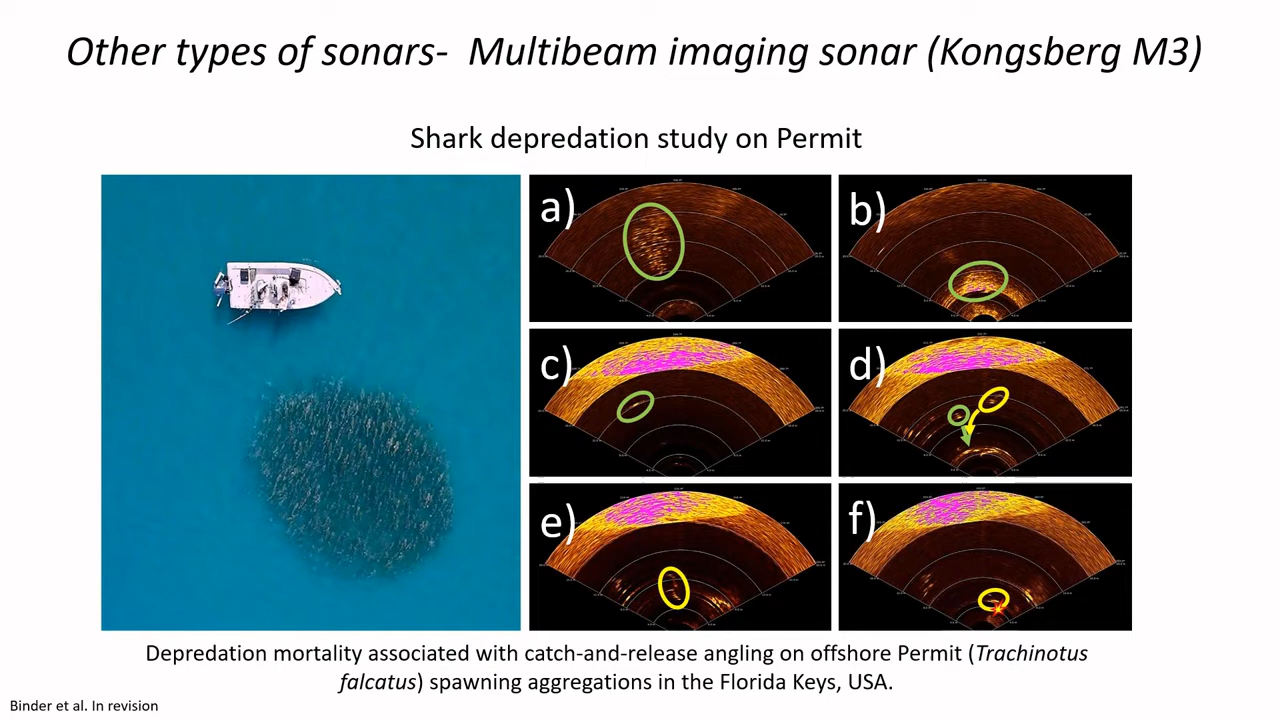 Other types of sonars- Multibeam imaging sonar (Kongsberg M3)
Shark depredation study on Permit
a)
b)
c)
d)
e)
f)
Depredation mortality associated with catch-and-release angling on offshore Permit (Trachinotus
falcatus) spawning aggregations in the Florida Keys, USA.
Binder et al. In revision